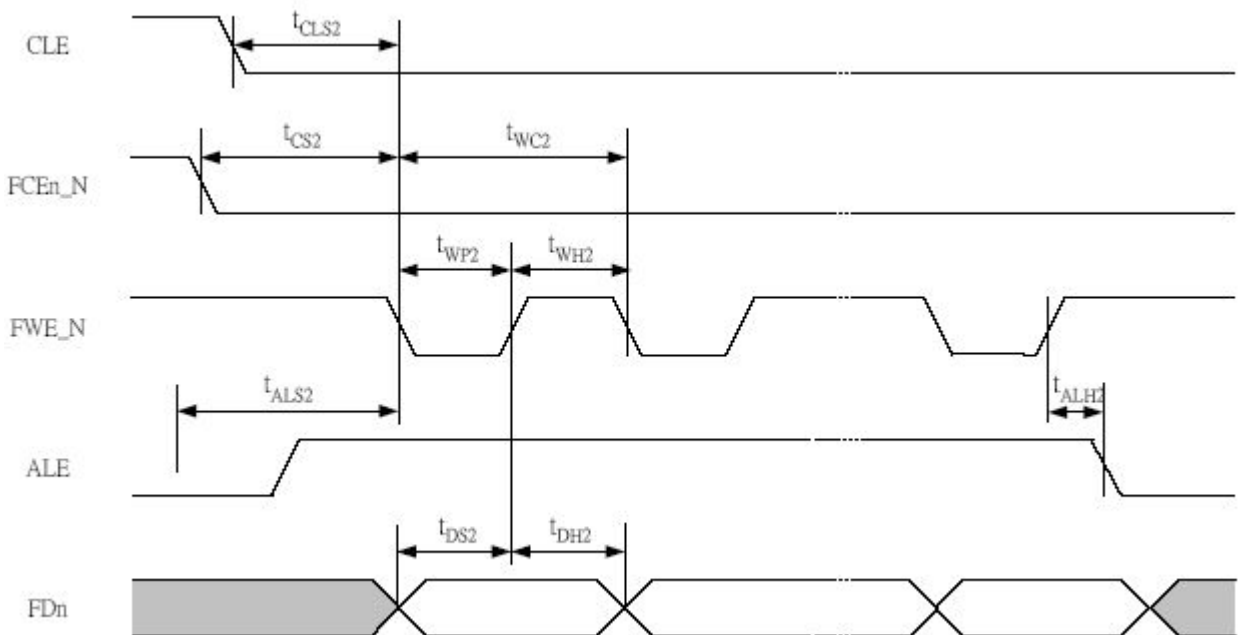 CLE
tCLS2
FCEn_N
tCS2
tWC2
FWE_N
tWP2
tWH2
ALE
tALS2
tALH2
FDn
tDS2
tDH2